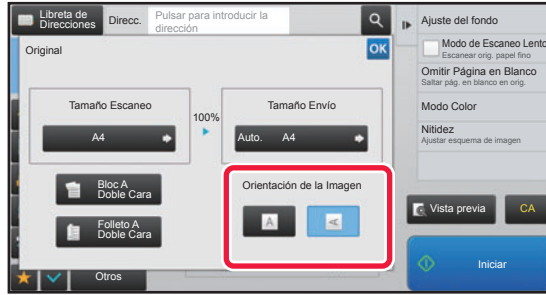 Libreta de
Direcciones
Direcc.
Pulsar para introducir la
dirección
Original
OK
Tamaño Escaneo
A4
100%
Tamaño Envío
Auto. A4
Bloc A
Doble Cara
Folleto A
Doble Cara
Orientación de la Imagen
A
A
Otros
Ajuste del fondo
Modo de Escaneo Lento
Escanear orig. papel fino
Omitir Página en Blanco
Saltar pág. en blanco en orig.
Modo Color
Nitidez
Ajustar esquema de imagen
Vista previa
CA
Iniciar